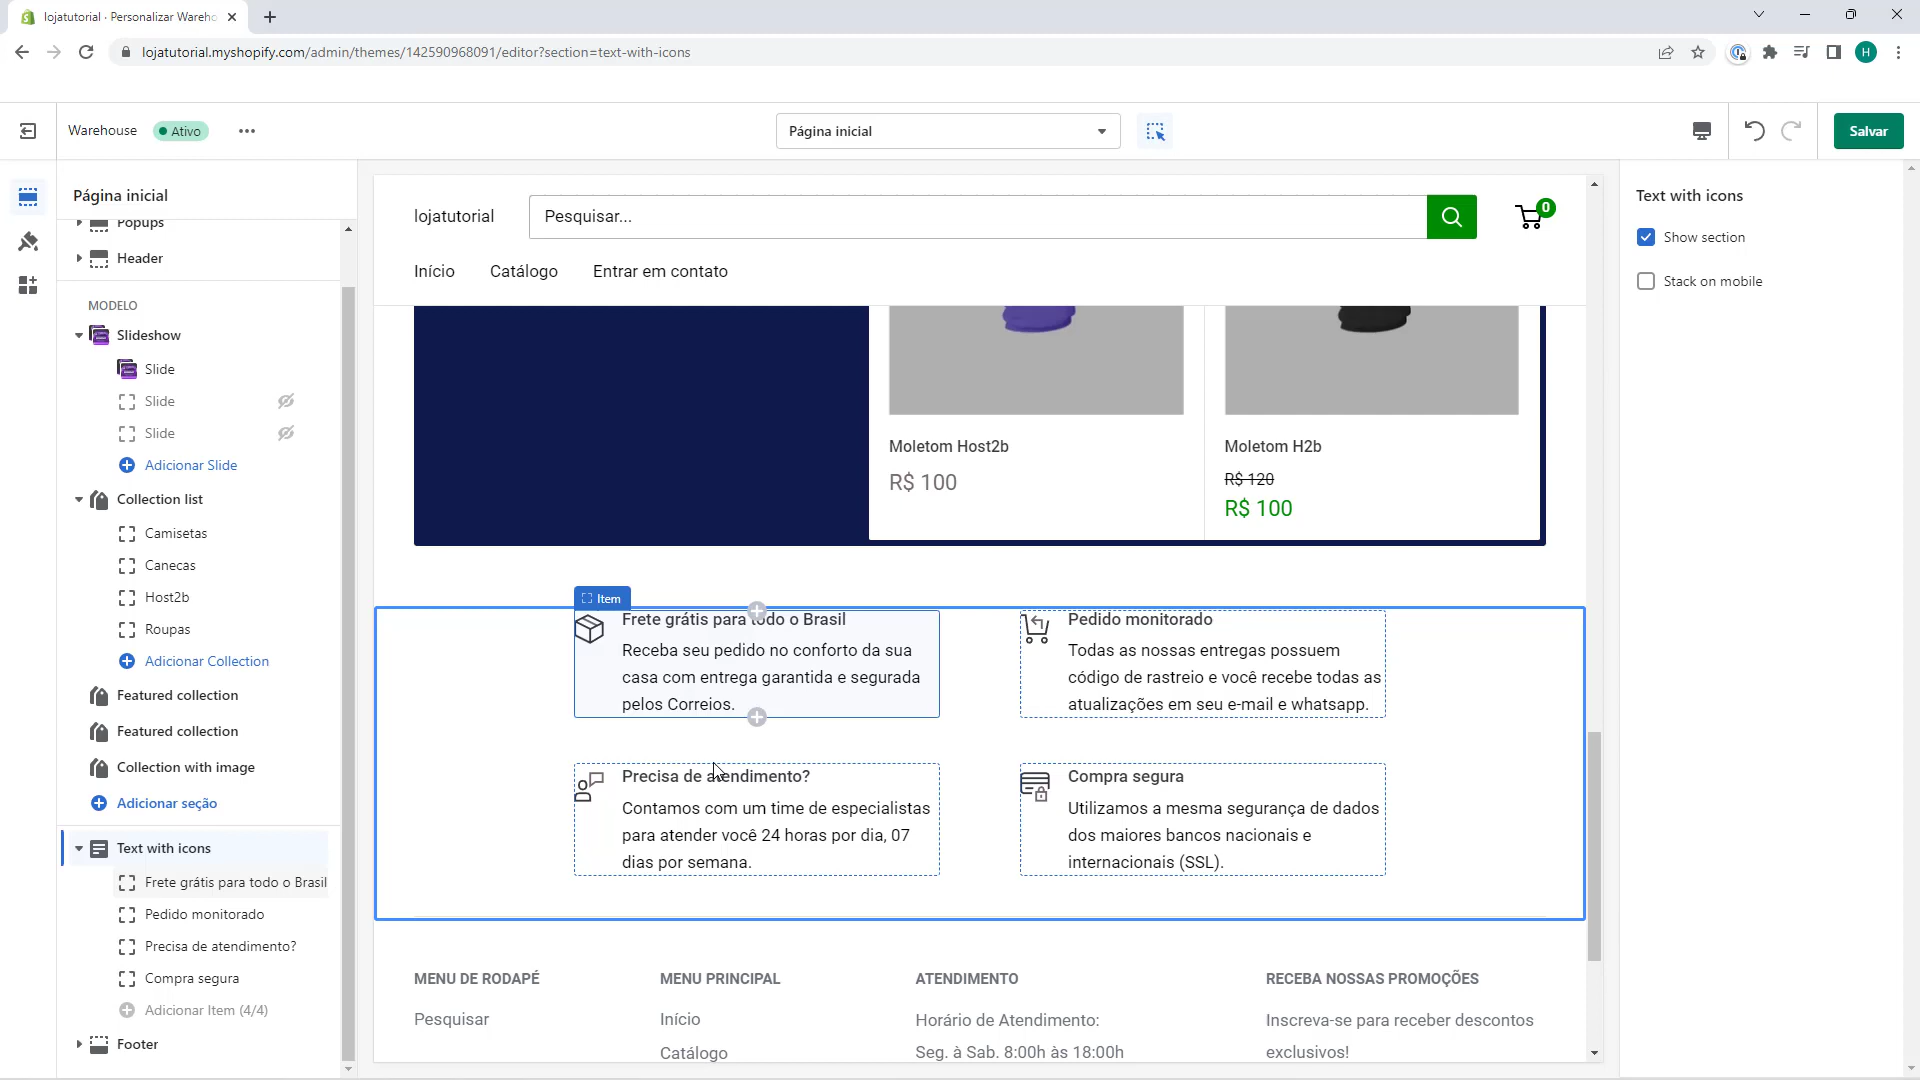 lojatutorial · Personalizar Wareho
lojatutorial.myshopify.com/admin/themes/142590968091/editor?section=text-with-icons
H
Warehouse
Ativo
Página inicial
Salvar
Página inicial
Popups
Header
MODELO
Slideshow
Slide
Slide
Slide
Adicionar Slide
Collection list
Camisetas
Canecas
Host2b
Roupas
Adicionar Collection
Featured collection
Featured collection
Collection with image
Adicionar seção
Text with icons
Frete grátis para todo o Brasil
Pedido monitorado
Precisa de atendimento?
Compra segura
Adicionar Item (4/4)
Footer
lojatutorial
Pesquisar...
0
Início
Catálogo
Entrar em contato
Moletom Host2b
R$ 100
Moletom H2b
R$ 120
R$ 100
Item
Frete grátis para todo o Brasil
Receba seu pedido no conforto da sua
casa com entrega garantida e segurada
pelos Correios.
Pedido monitorado
Todas as nossas entregas possuem
código de rastreio e você recebe todas as
atualizações em seu e-mail e whatsapp.
Precisa de atendimento?
Contamos com um time de especialistas
para atender você 24 horas por dia, 07
dias por semana.
Compra segura
Utilizamos a mesma segurança de dados
dos maiores bancos nacionais e
internacionais (SSL).
MENU DE RODAPÉ
Pesquisar
MENU PRINCIPAL
Início
Catálogo
ATENDIMENTO
Horário de Atendimento:
Seg. à Sab. 8:00h às 18:00h
RECEBA NOSSAS PROMOÇÕES
Inscreva-se para receber descontos
exclusivos!
Text with icons
Show section
Stack on mobile